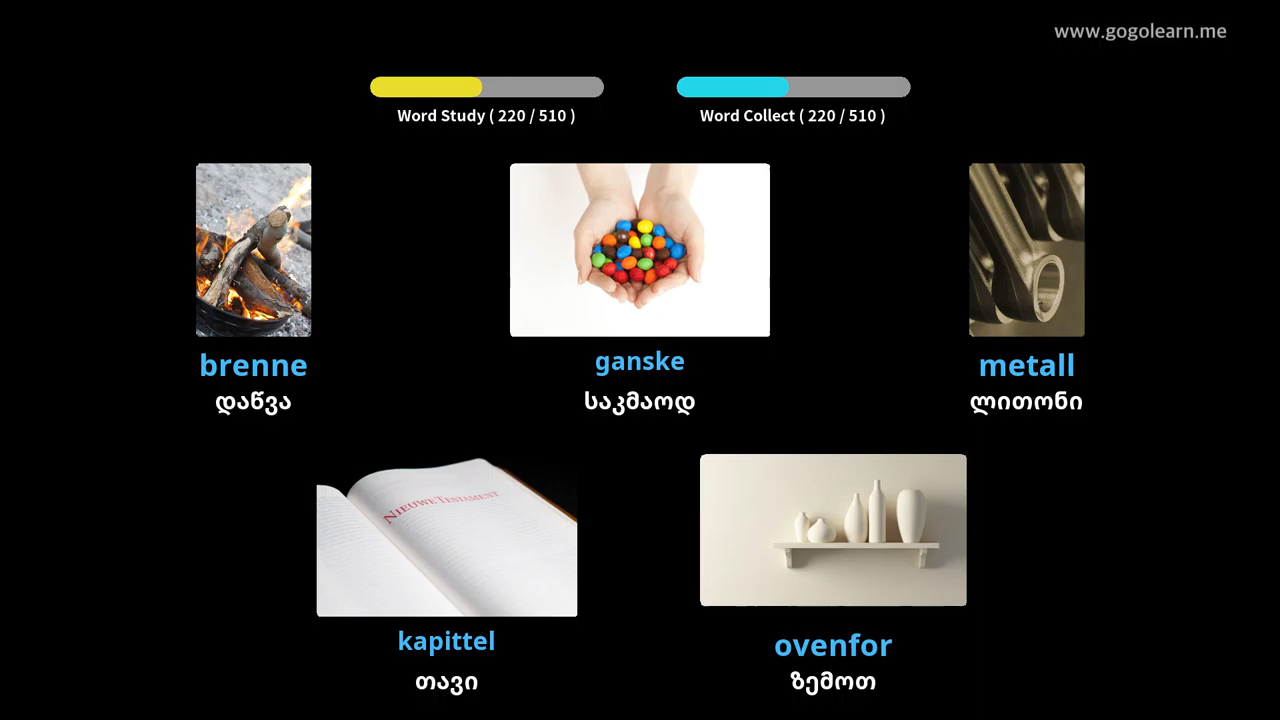 www.gogolearn.me
Word Study ( 220 / 510 )
Word Collect ( 220 / 510 )
brenne
დაწვა
ganske
საკმაოდ
metall
ლითონი
NIEUWE TESTAMENT
kapittel
თავი
ovenfor
ზემოთ